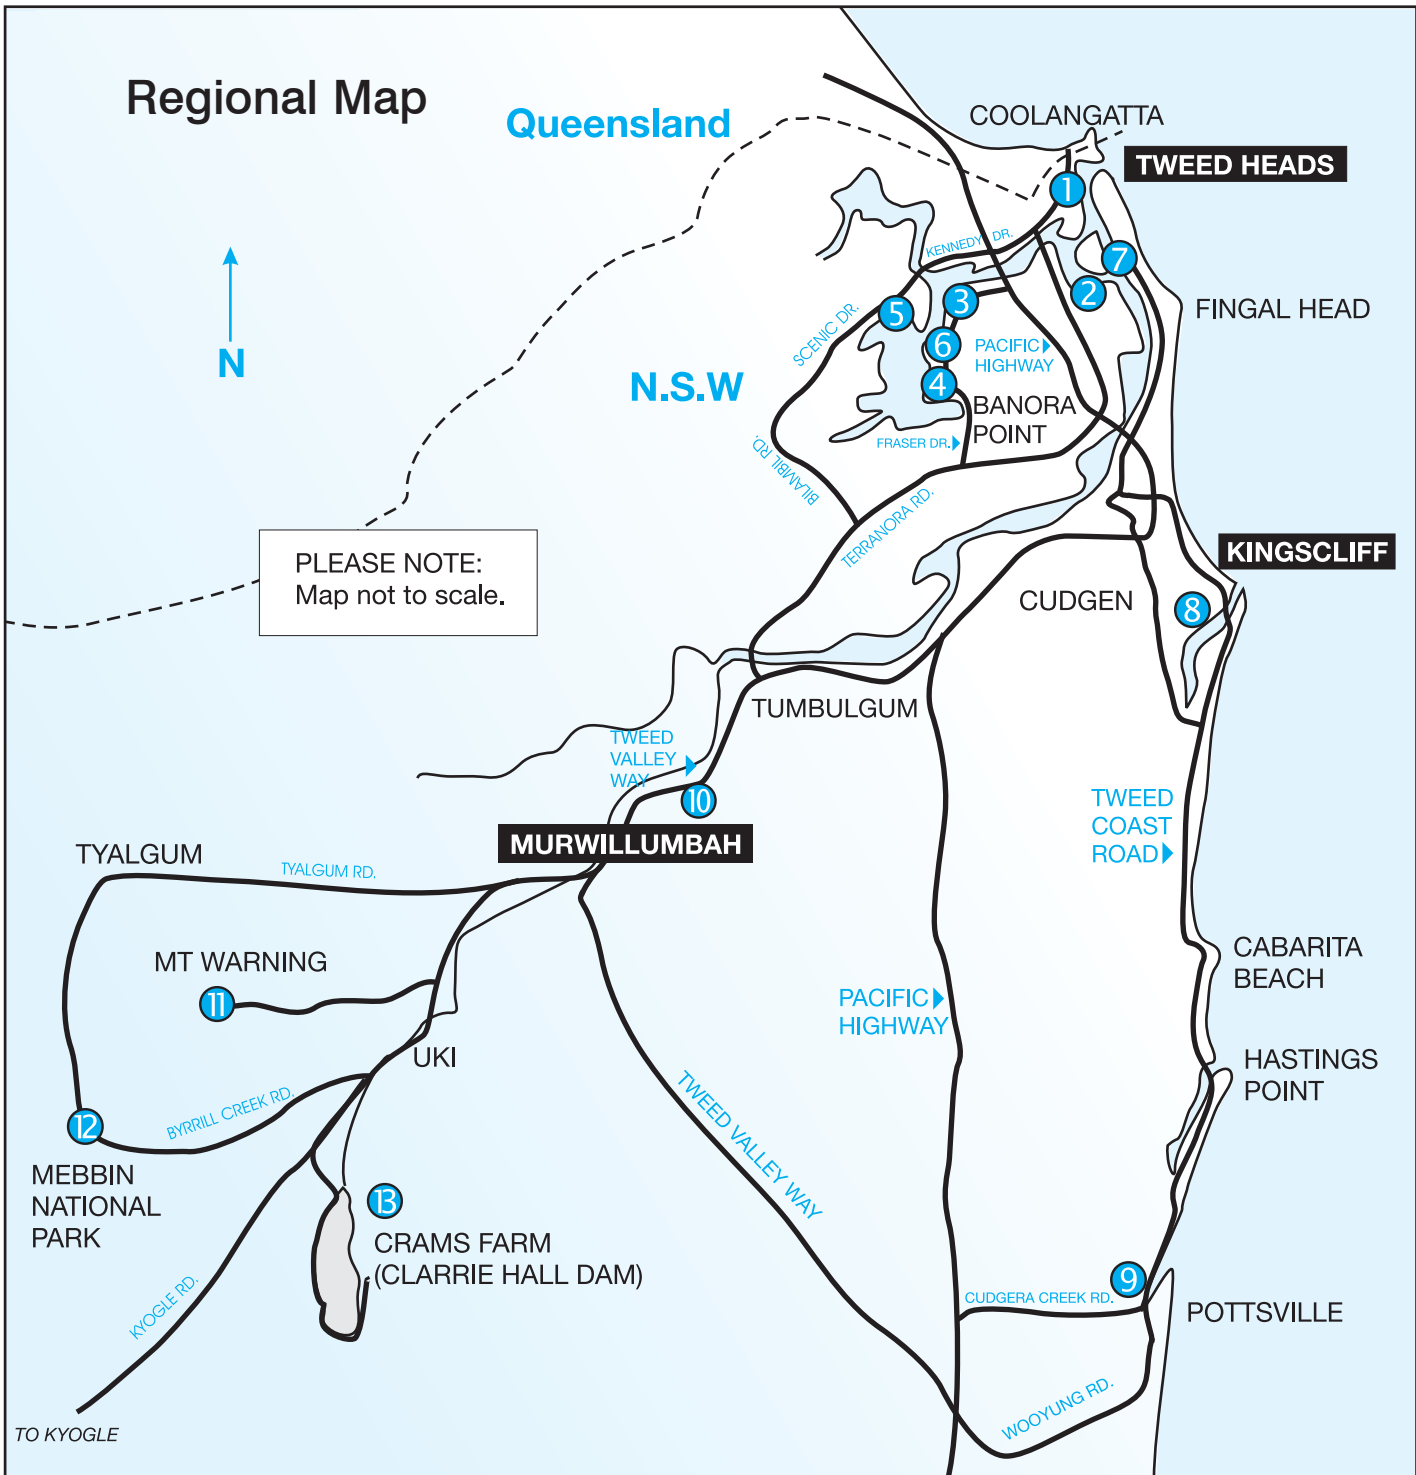 Regional Map
Queensland
COOLANGATTA
TWEED HEADS
1
KENNEDY DR.
7
2
FINGAL HEAD
N
5
3
SCENIC DR.
6
PACIFIC
HIGHWAY
N.S.W
4
BANORA
POINT
FRASER DR.
BILAMBIL RD.
TERRANORA RD.
PLEASE NOTE:
Map not to scale.
KINGSCLIFF
CUDGEN
8
TUMBULGUM
TWEED
VALLEY
WAY
10
MURWILLUMBAH
TWEED
COAST
ROAD
TYALGUM
TYALGUM RD.
MT WARNING
11
CABARITA
BEACH
PACIFIC
HIGHWAY
UKI
HASTINGS
POINT
BYRRILL CREEK RD.
12
TWEED VALLEY WAY
MEBBIN
NATIONAL
PARK
13
CRAMS FARM
(CLARRIE HALL DAM)
KYOGLE RD.
9
CUDGERA CREEK RD.
POTTSVILLE
WOOYUNG RD.
TO KYOGLE